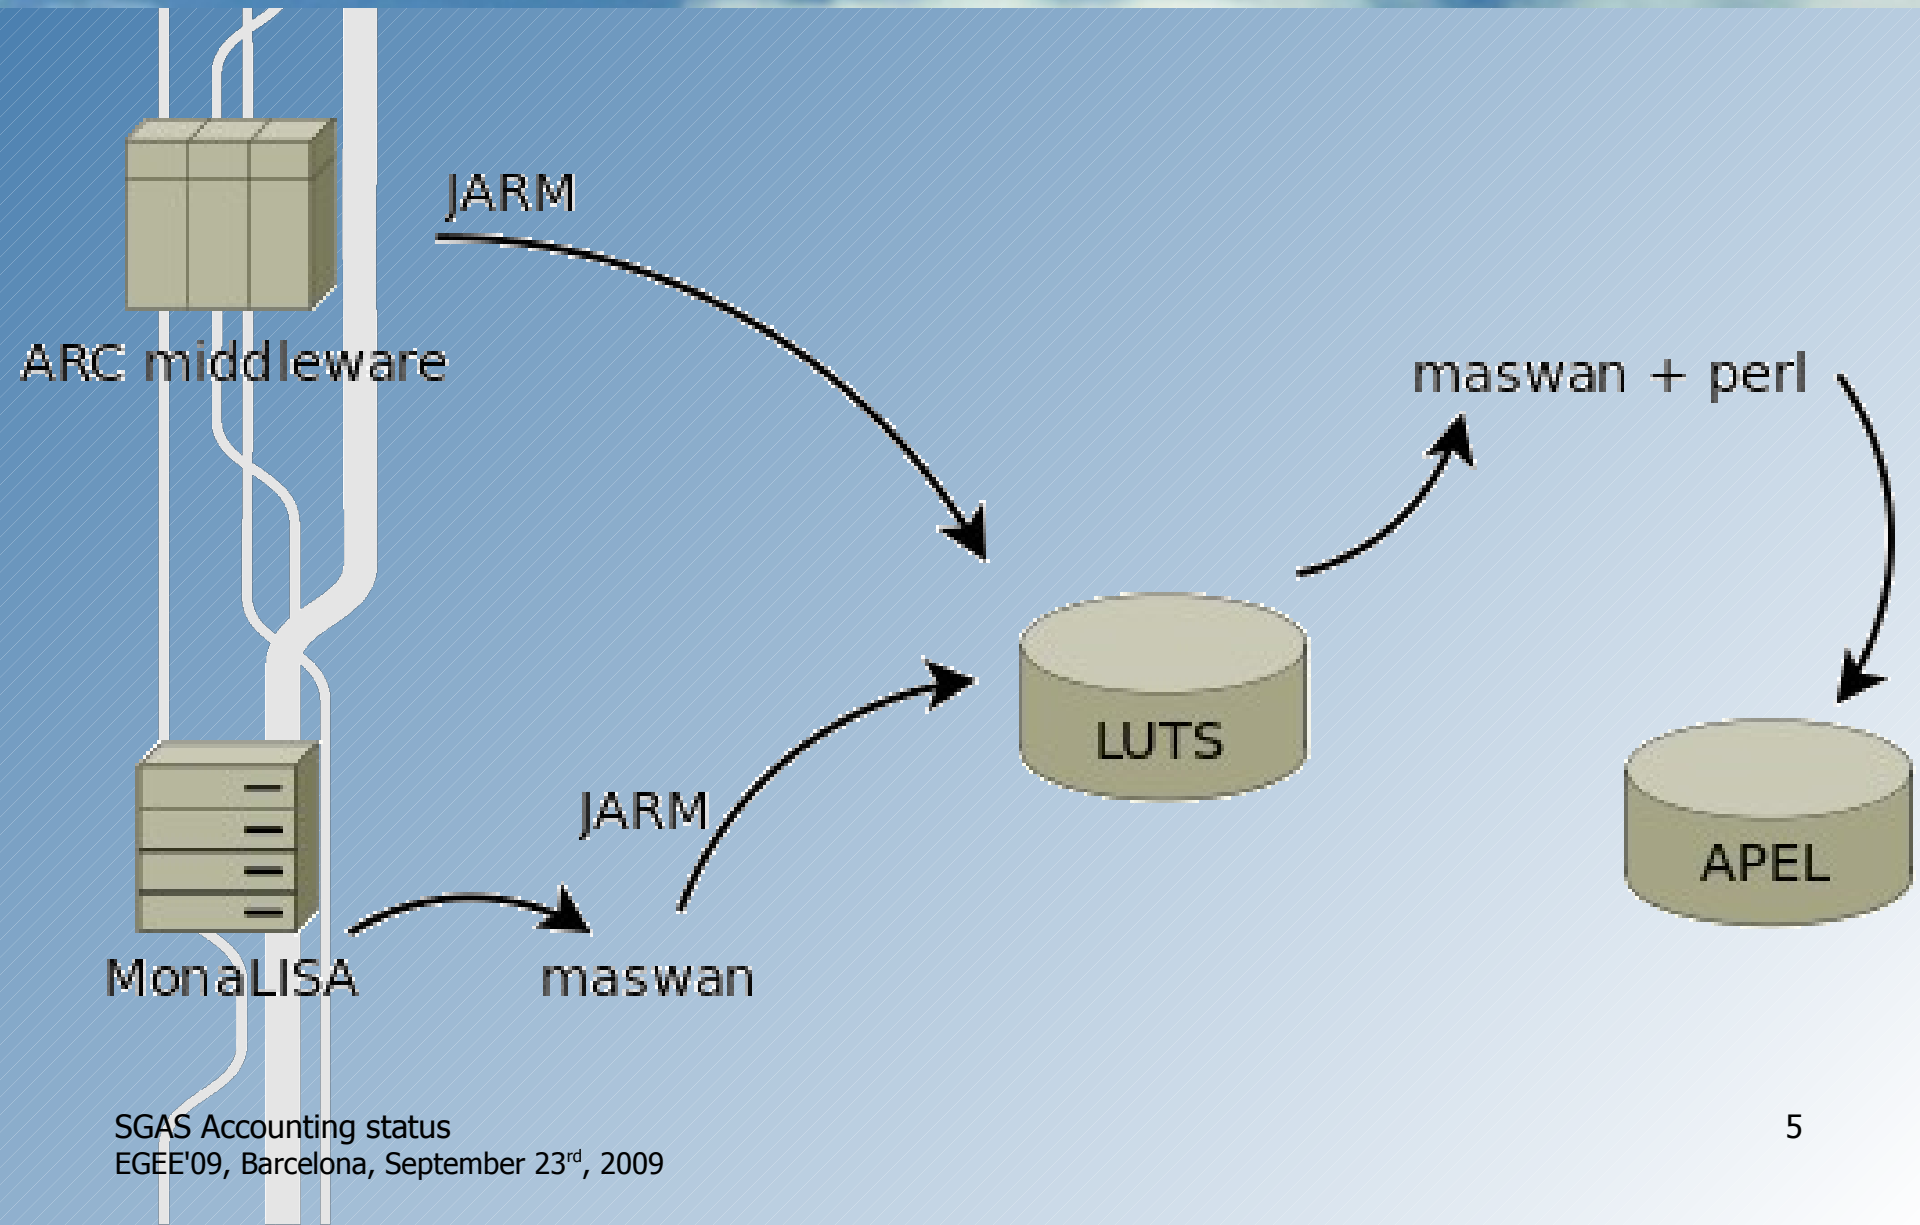 JARM
ARC middleware
maswan + perl
LUTS
JARM
APEL
MonaLISA
maswan
SGAS Accounting status
EGEE'09, Barcelona, September 23rd, 2009
5